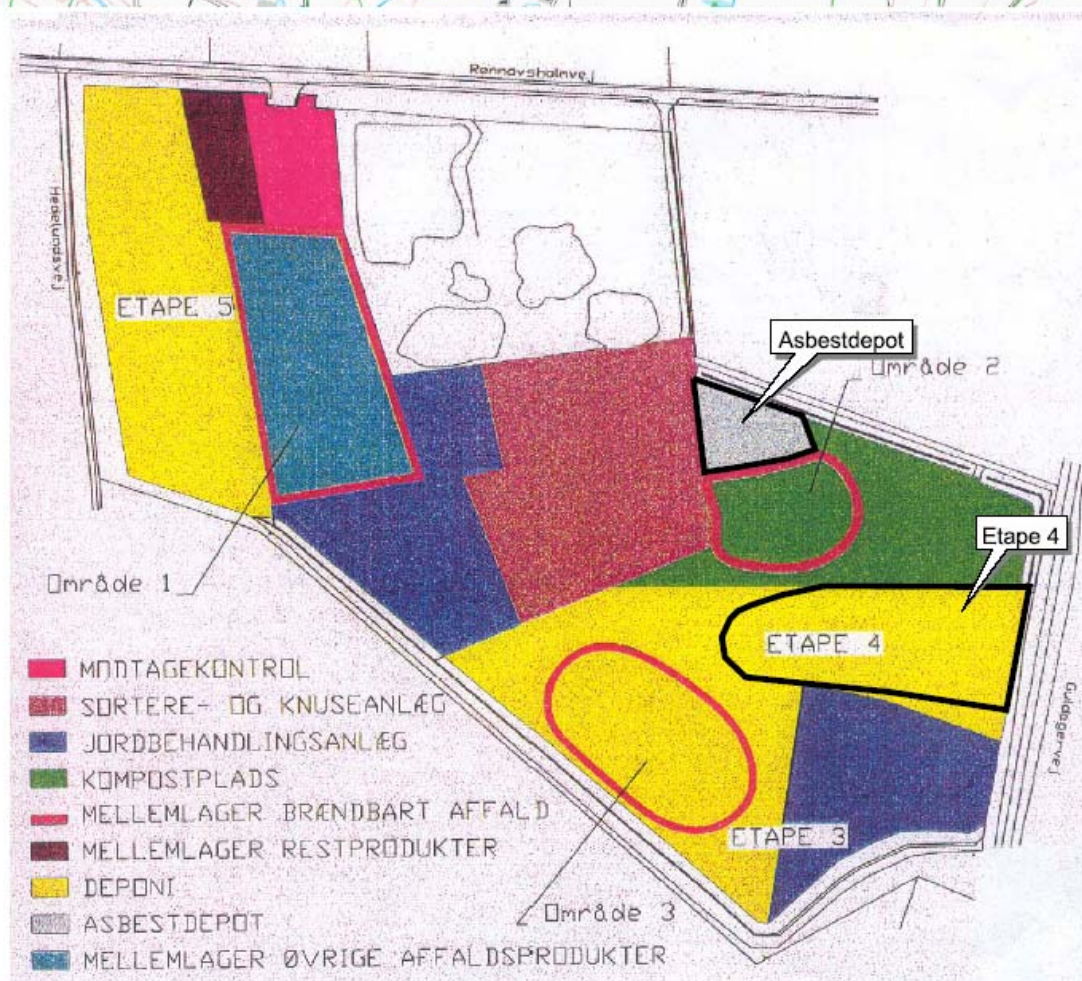 Rennovsholmvej
Hedelundsvej
ETAPE 5
Asbestdepot
Område 2
Etape 4
Område 1
ETAPE 4
Guldagervej
MODTAGEKONTROL
SORTERE- OG KNUSEANLÆG
JORDBEHANDLINGSANLÆG
KOMPOSTPLADS
MELLEMLAGER BRÆNDBART AFFALD
MELLEMLAGER RESTPRODUKTER
ETAPE 3
DEPONI
ASBESTDEPOT
Område 3
MELLEMLAGER ØVRIGE AFFALDSPRODUKTER